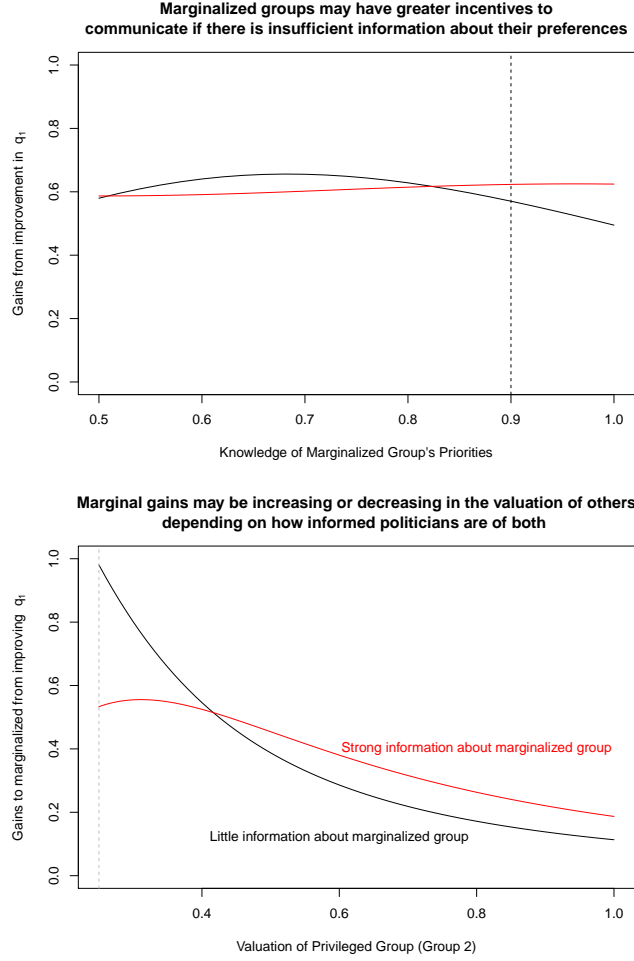 Marginalized groups may have greater incentives to
communicate if there is insufficient information about their preferences
Gains from improvement in q1
1.0
0.8
0.6
0.4
0.2
0.0
0.5 0.6 0.7 0.8 0.9 1.0
Knowledge of Marginalized Group's Priorities
Marginal gains may be increasing or decreasing in the valuation of others
depending on how informed politicians are of both
Gains to marginalized from improving q1
1.0
0.8
0.6
0.4
0.2
0.0
Strong information about marginalized group
Little information about marginalized group
0.4 0.6 0.8 1.0
Valuation of Privileged Group (Group 2)